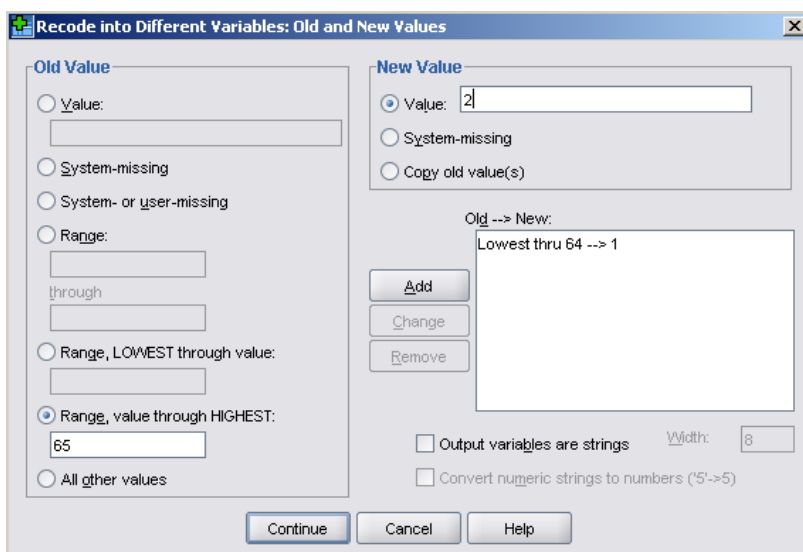 Recode into Different Variables: Old and New Values
Old Value
Value:
System-missing
System- or user-missing
Range:
through
Range, LOWEST through value:
Range, value through HIGHEST:
65
All other values
New Value
Value: 2
System-missing
Copy old value(s)
Old --> New:
Lowest thru 64 --> 1
Add
Change
Remove
Output variables are strings Width: 8
Convert numeric strings to numbers ('5'->5)
Continue Cancel Help